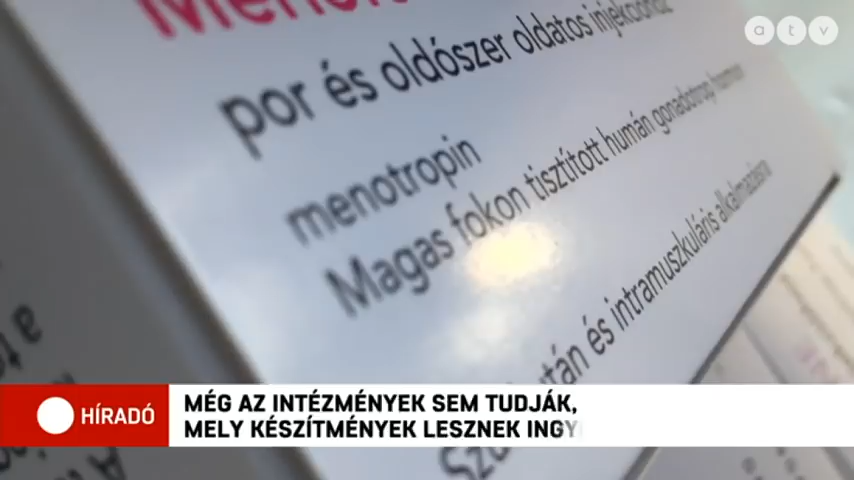 atv
por és oldószer oldatos injekcióhoz
menotropin
Magas fokon tisztított humán gonadotrop hormon
és intramuszkuláris alkalmazásra
HÍRADÓ
MÉG AZ INTÉZMÉNYEK SEM TUDJÁK,
MELY KÉSZÍTMÉNYEK LESZNEK